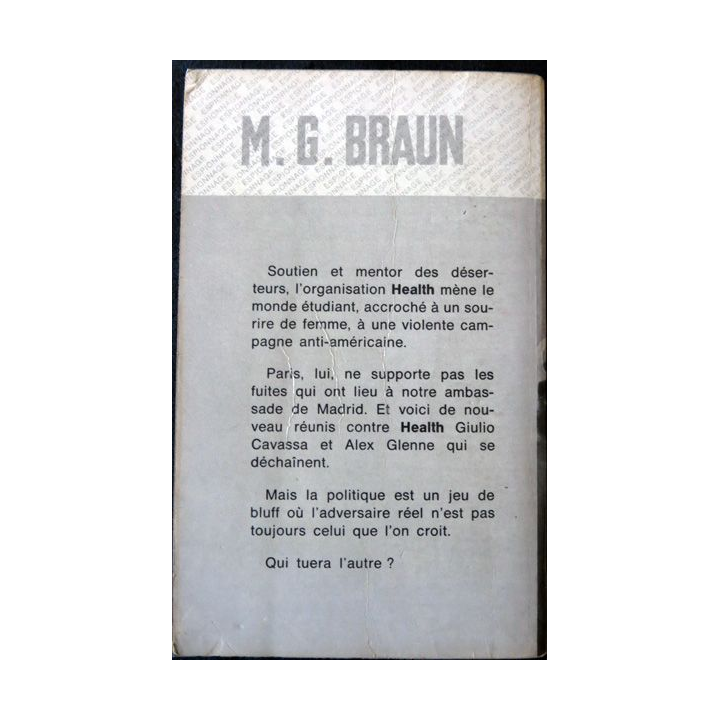 M. G. BRAUN
Soutien et mentor des déser-
teurs, l'organisation Health mène le
monde étudiant, accroché à un sou-
rire de femme, à une violente cam-
pagne anti-américaine.
Paris, lui, ne supporte pas les
fuites qui ont lieu à notre ambas-
sade de Madrid. Et voici de nou-
veau réunis contre Health Giulio
Cavassa et Alex Glenne qui se
déchaînent.
Mais la politique est un jeu de
bluff où l'adversaire réel n'est pas
toujours celui que l'on croit.
Qui tuera l'autre ?